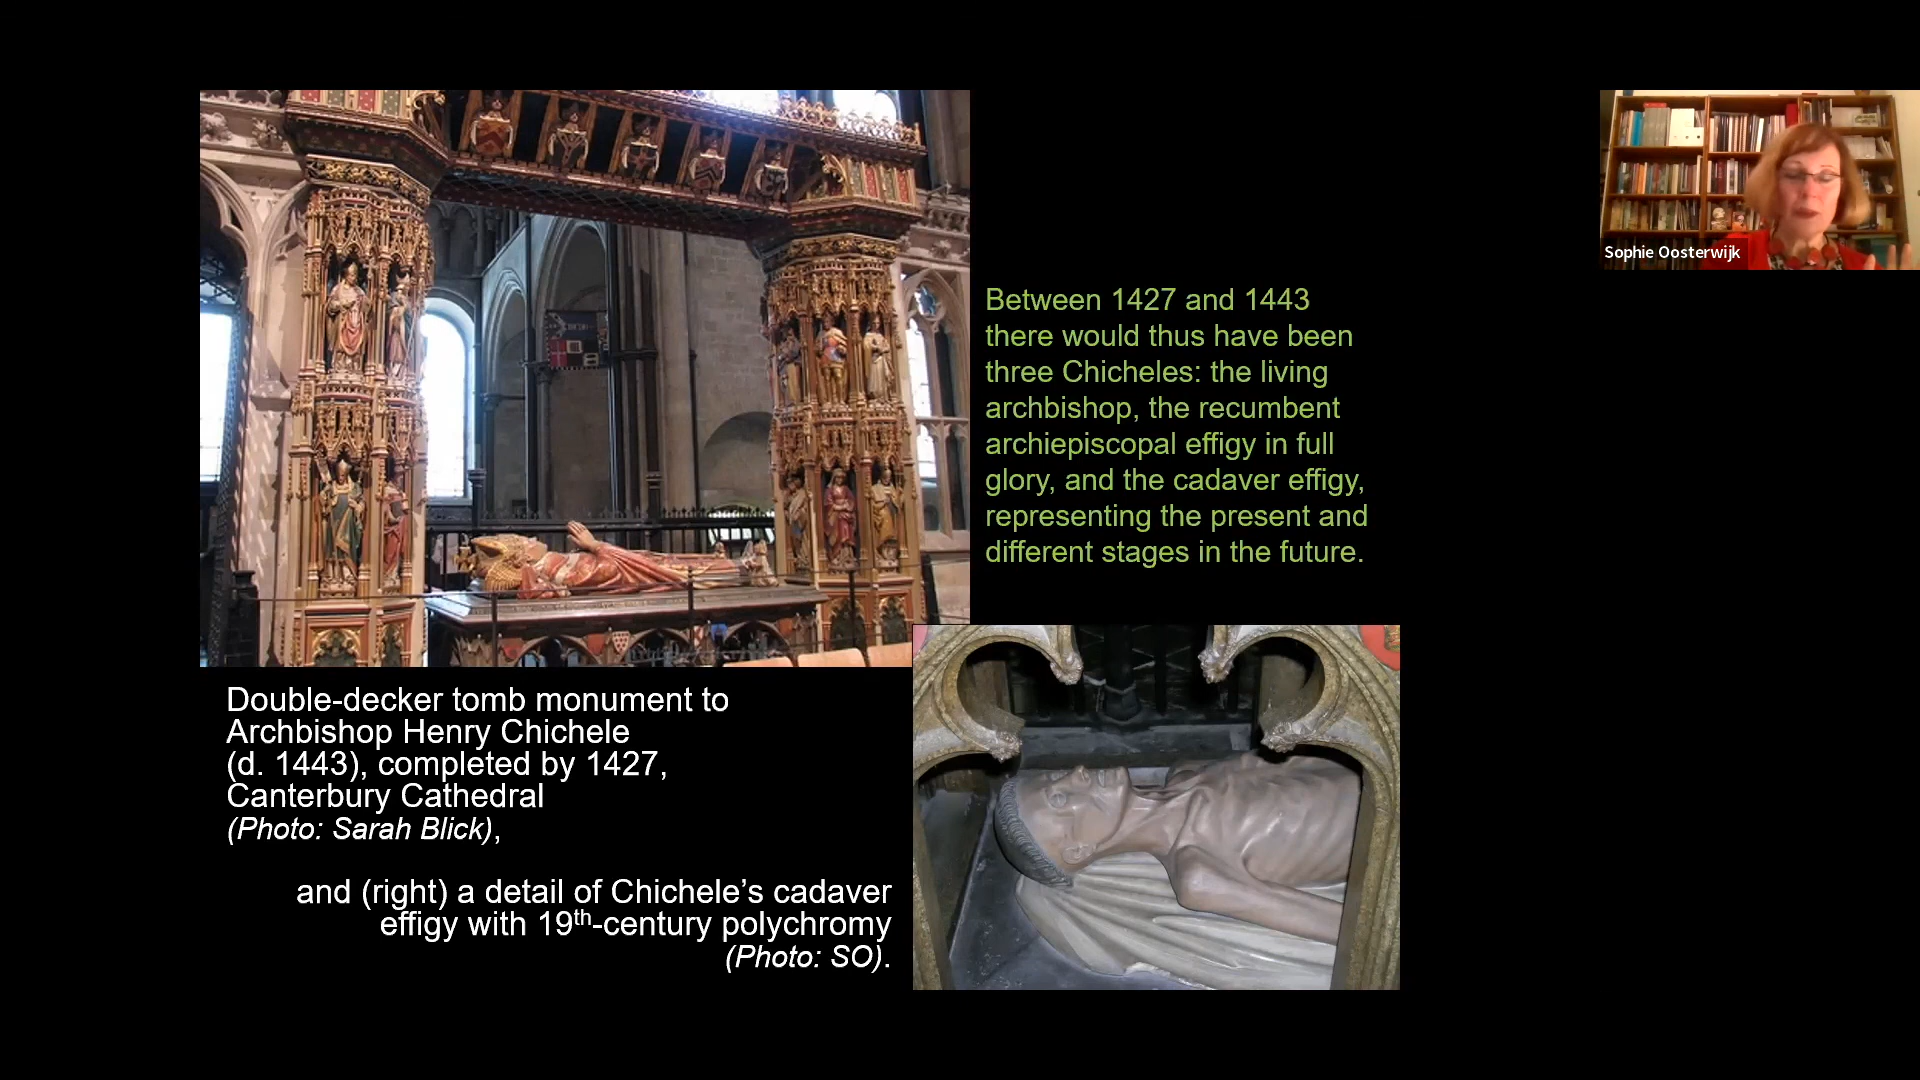 Sophie Oosterwijk
Between 1427 and 1443
there would thus have been
three Chicheles: the living
archbishop, the recumbent
archiepiscopal effigy in full
glory, and the cadaver effigy,
representing the present and
different stages in the future.
Double-decker tomb monument to
Archbishop Henry Chichele
(d. 1443), completed by 1427,
Canterbury Cathedral
(Photo: Sarah Blick),
and (right) a detail of Chichele’s cadaver
effigy with 19th-century polychromy
(Photo: SO).